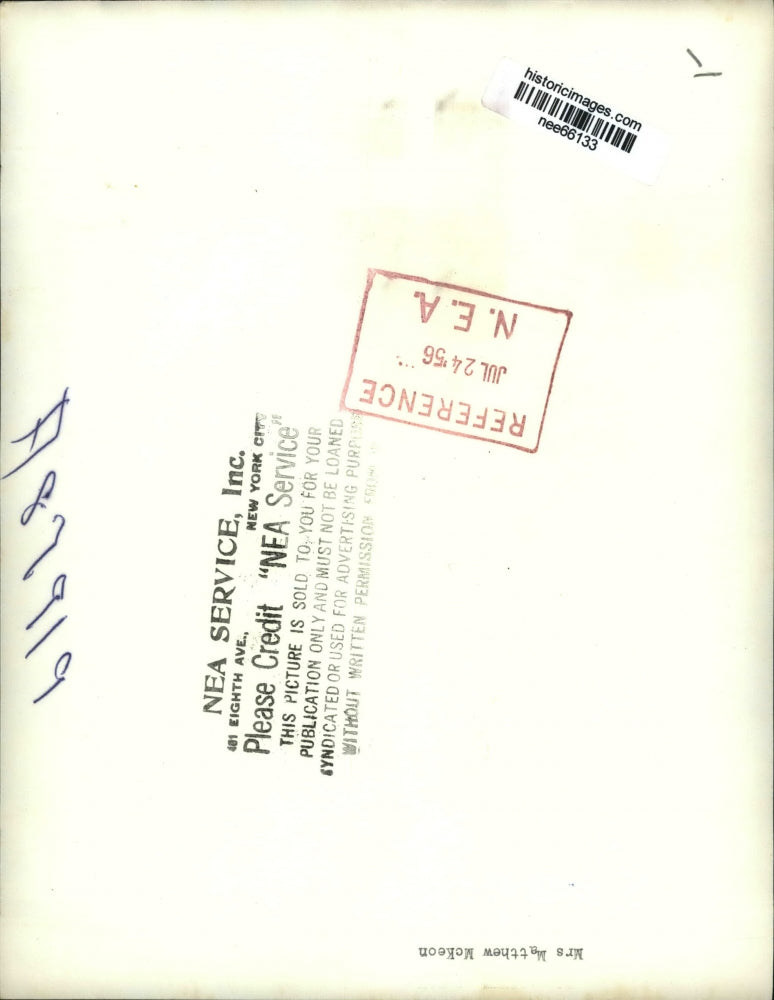 historicimages.com
nee66133
REFERENCE
JUL 24 '56
N.E.A.
NEA SERVICE, Inc.
461 EIGHTH AVE., NEW YORK CITY
Please Credit "NEA Service"
THIS PICTURE IS SOLD TO YOU FOR YOUR
PUBLICATION ONLY AND MUST NOT BE LOANED
SYNDICATED OR USED FOR ADVERTISING PURPOSES
WITHOUT WRITTEN PERMISSION FROM
Mrs Matthew McKeon